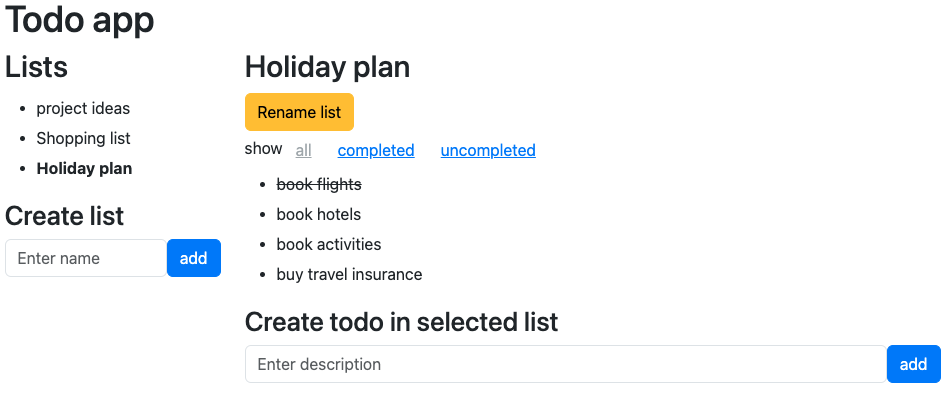 Todo app
Lists
project ideas
Shopping list
Holiday plan
Create list
Enter name
add
Holiday plan
Rename list
show all completed uncompleted
book flights
book hotels
book activities
buy travel insurance
Create todo in selected list
Enter description
add